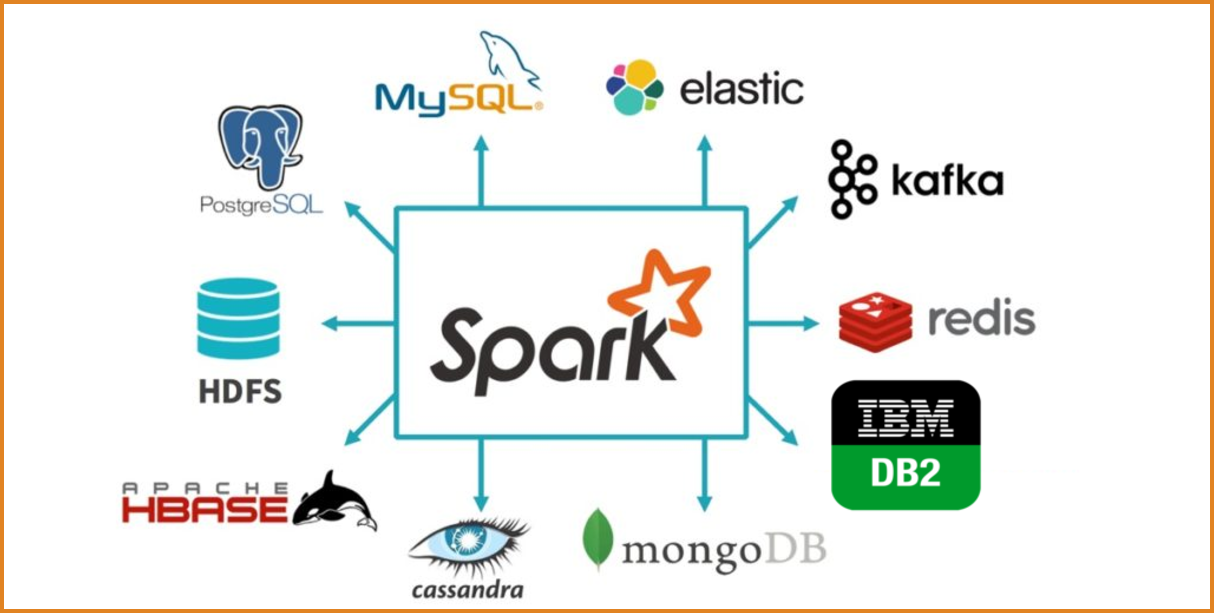 MySQL®
elastic
PostgreSQL
kafka
Spark
redis
HDFS
IBM
DB2
APACHE
HBASE
cassandra
mongoDB